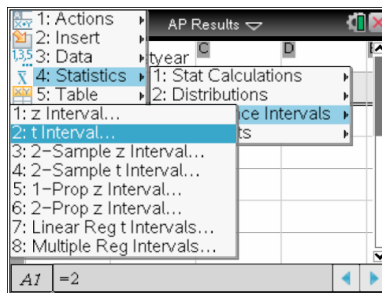 1: Actions
2: Insert
3: Data
4: Statistics
5: Table
AP Results
tyear C D
1: Stat Calculations
2: Distributions
nce Intervals
ts
1: z Interval...
2: t Interval...
3: 2-Sample z Interval...
4: 2-Sample t Interval...
5: 1-Prop z Interval...
6: 2-Prop z Interval...
7: Linear Reg t Intervals...
8: Multiple Reg Intervals...
A1 =2